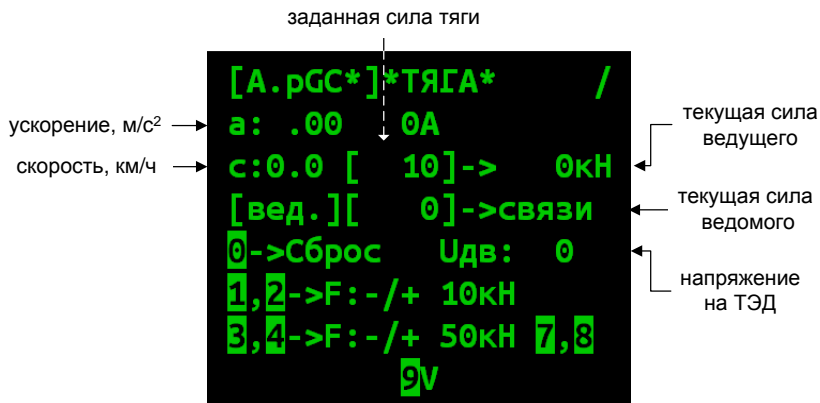 заданная сила тяги
[A.pGC*]*ТЯГА* /
a: .00 0A
c:0.0 [ 10]-> 0кН
[вед.][ 0]->связи
0->Сброс Uдв: 0
1,2->F:-/+ 10кН
3,4->F:-/+ 50кН 7,8
9V
ускорение, м/с²
скорость, км/ч
текущая сила
ведущего
текущая сила
ведомого
напряжение
на ТЭД